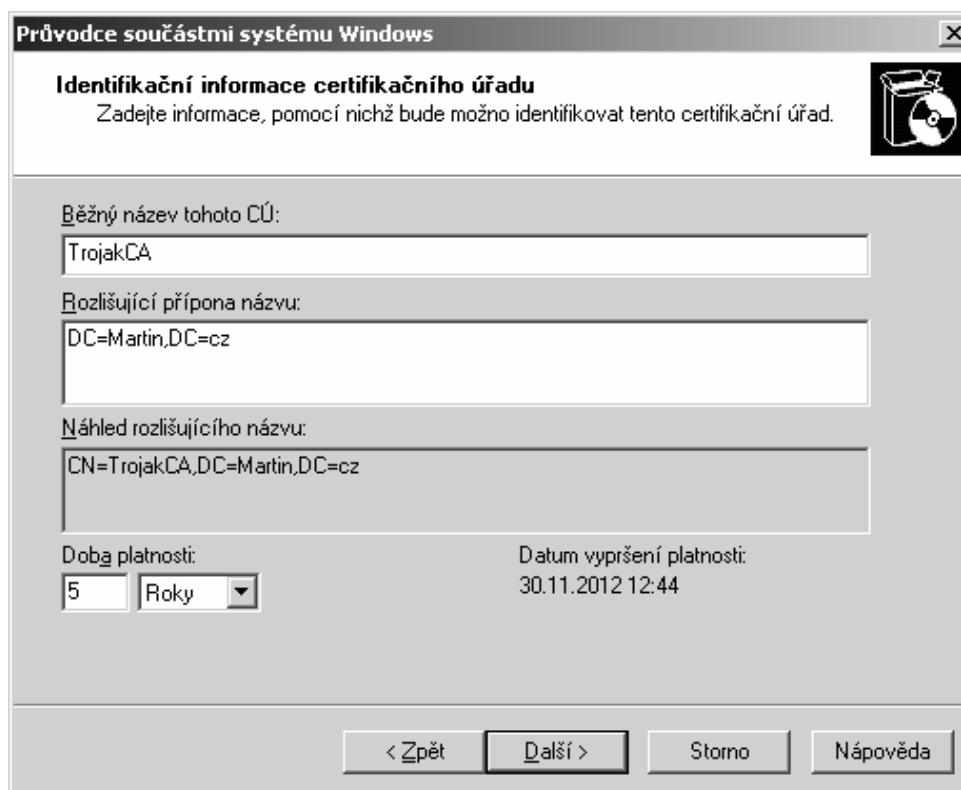 Průvodce součástmi systému Windows
Identifikační informace certifikačního úřadu
Zadejte informace, pomocí nichž bude možno identifikovat tento certifikační úřad.
Běžný název tohoto CÚ:
TrojakCA
Rozlišující přípona názvu:
DC=Martin,DC=cz
Náhled rozlišujícího názvu:
CN=TrojakCA,DC=Martin,DC=cz
Doba platnosti:
Datum vypršení platnosti:
5 Roky
30.11.2012 12:44
< Zpět Další > Storno Nápověda